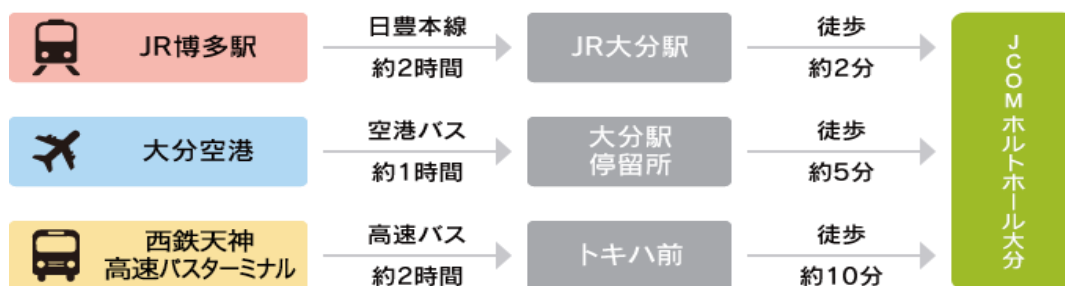 JR博多駅
日豊本線
約2時間
JR大分駅
徒歩
約2分
大分空港
空港バス
約1時間
大分駅
停留所
徒歩
約5分
西鉄天神
高速バスターミナル
高速バス
約2時間
トキハ前
徒歩
約10分
JCOMホルトホール大分